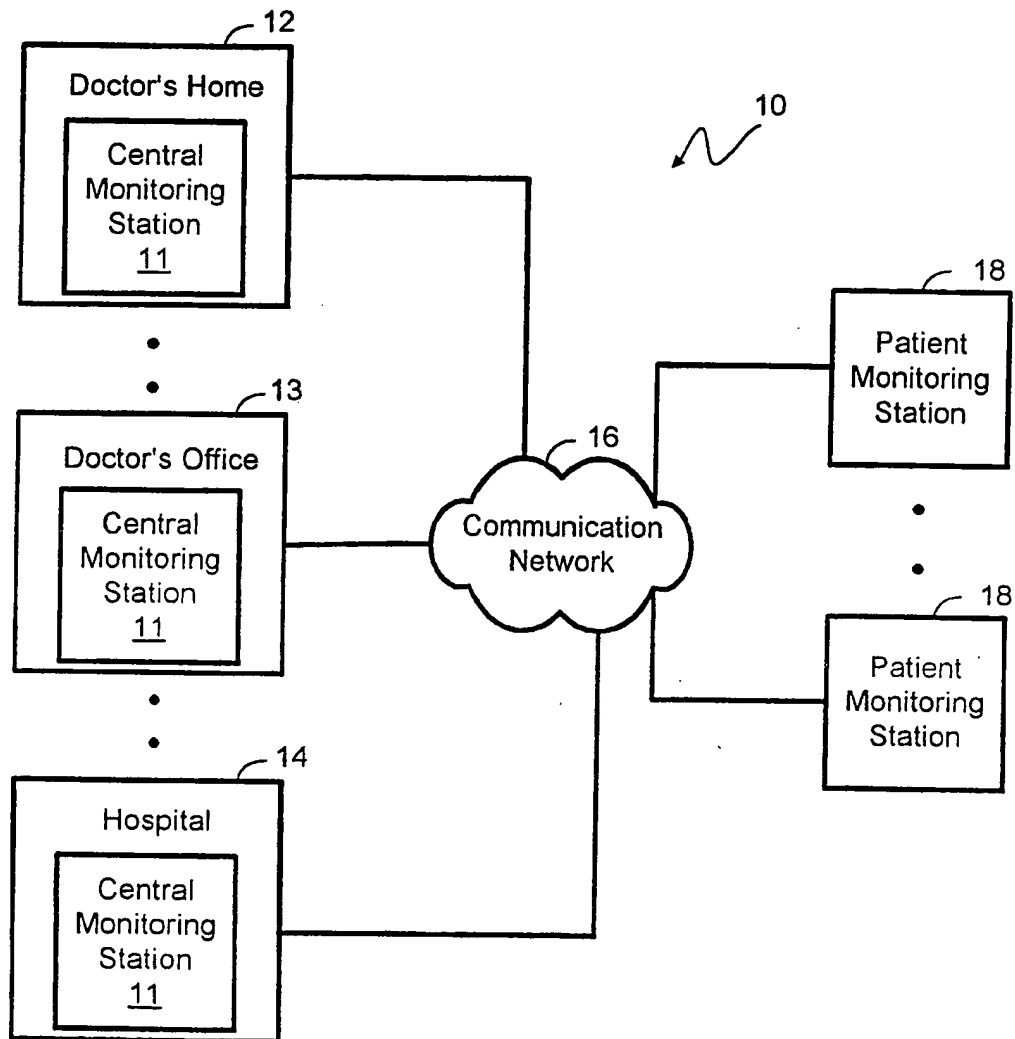 12
Doctor's Home
Central
Monitoring
Station
11
10
13
Doctor's Office
Central
Monitoring
Station
11
14
Hospital
Central
Monitoring
Station
11
16
Communication
Network
18
Patient
Monitoring
Station
18
Patient
Monitoring
Station